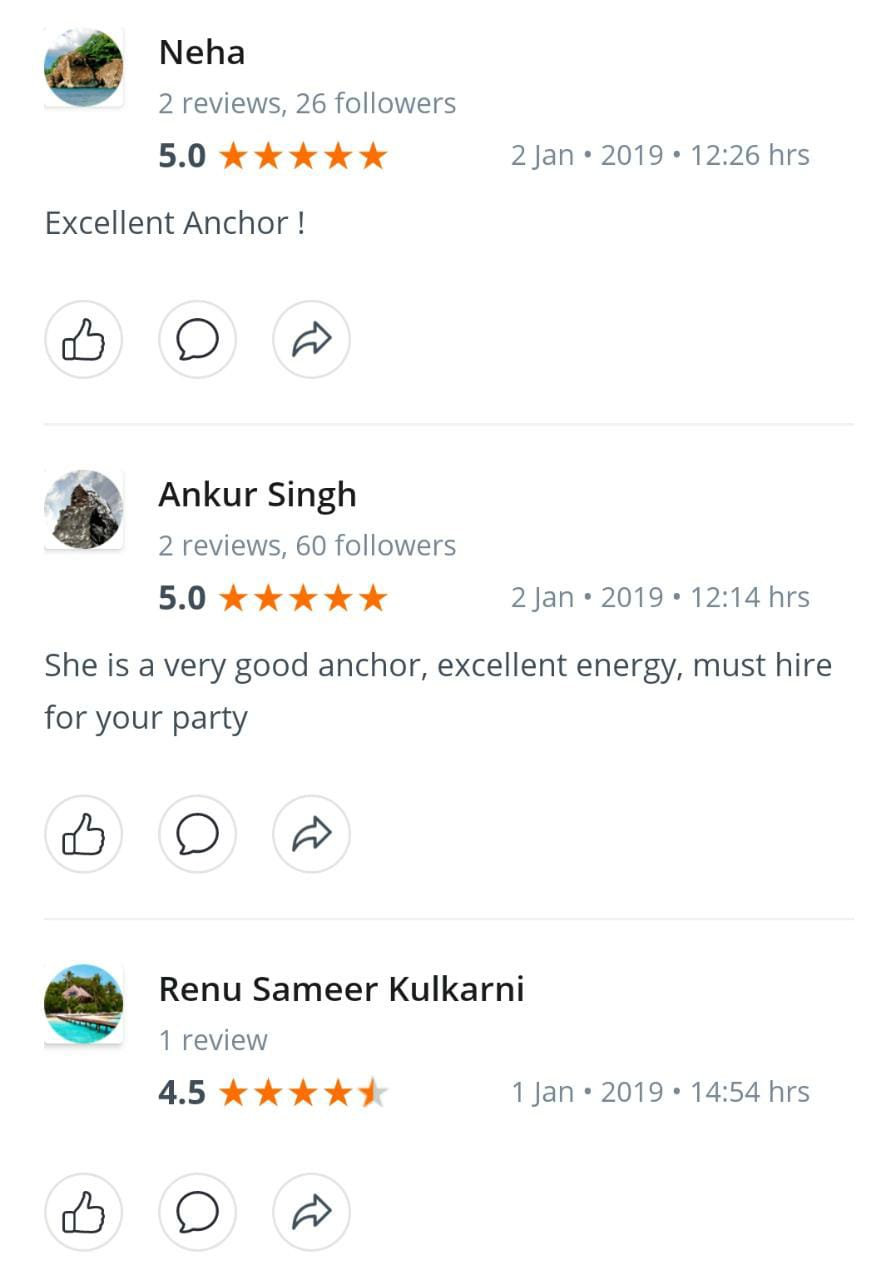 Neha
2 reviews, 26 followers
5.0 ★★★★★ 2 Jan • 2019 • 12:26 hrs
Excellent Anchor !
Ankur Singh
2 reviews, 60 followers
5.0 ★★★★★ 2 Jan • 2019 • 12:14 hrs
She is a very good anchor, excellent energy, must hire
for your party
Renu Sameer Kulkarni
1 review
4.5 1 Jan • 2019 • 14:54 hrs